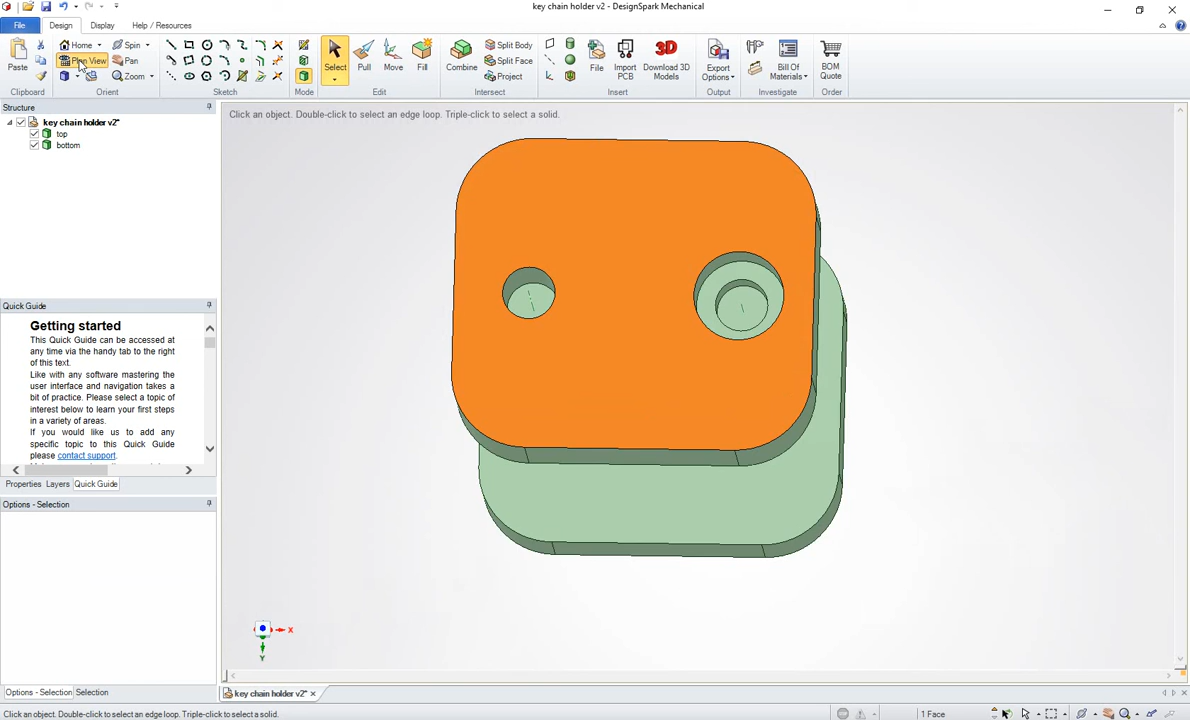 key chain holder v2* - DesignSpark Mechanical
File
Design
Display
Help / Resources
Paste
Clipboard
Home
Plan View
Spin
Pan
Zoom
Orient
Sketch
Mode
Select
Pull
Move
Fill
Edit
Combine
Split Body
Split Face
Project
Intersect
File
Import PCB
Download 3D Models
Insert
Export Options
Output
Bill Of Materials
Investigate
BOM Quote
Order
Structure
key chain holder v2*
top
bottom
Click an object. Double-click to select an edge loop. Triple-click to select a solid.
Quick Guide
Getting started
This Quick Guide can be accessed at
any time via the handy tab to the right
of this text.
Like with any software mastering the
user interface and navigation takes a
bit of practice. Please select a topic of
interest below to learn your first steps
in a variety of areas.
If you would like us to add any
specific topic to this Quick Guide
please contact support.
Properties
Layers
Quick Guide
Options - Selection
X
Y
Options - Selection
Selection
key chain holder v2*
Click an object. Double-click to select an edge loop. Triple-click to select a solid.
1 Face